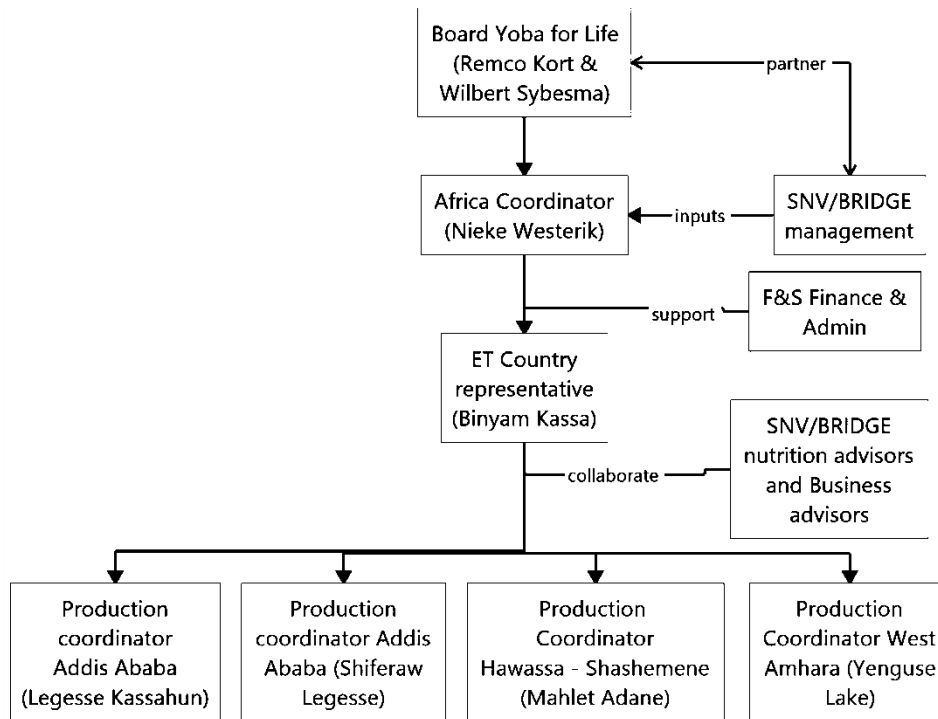 Board Yoba for Life
(Remco Kort &
Wilbert Sybesma)
partner
Africa Coordinator
(Nieke Westerik)
inputs
SNV/BRIDGE
management
support
F&S Finance &
Admin
ET Country
representative
(Binyam Kassa)
collaborate
SNV/BRIDGE
nutrition advisors
and Business
advisors
Production
coordinator
Addis Ababa
(Legesse Kassahun)
Production
coordinator Addis
Ababa (Shiferaw
Legesse)
Production
Coordinator
Hawassa - Shashemene
(Mahlet Adane)
Production
Coordinator West
Amhara (Yenguse
Lake)